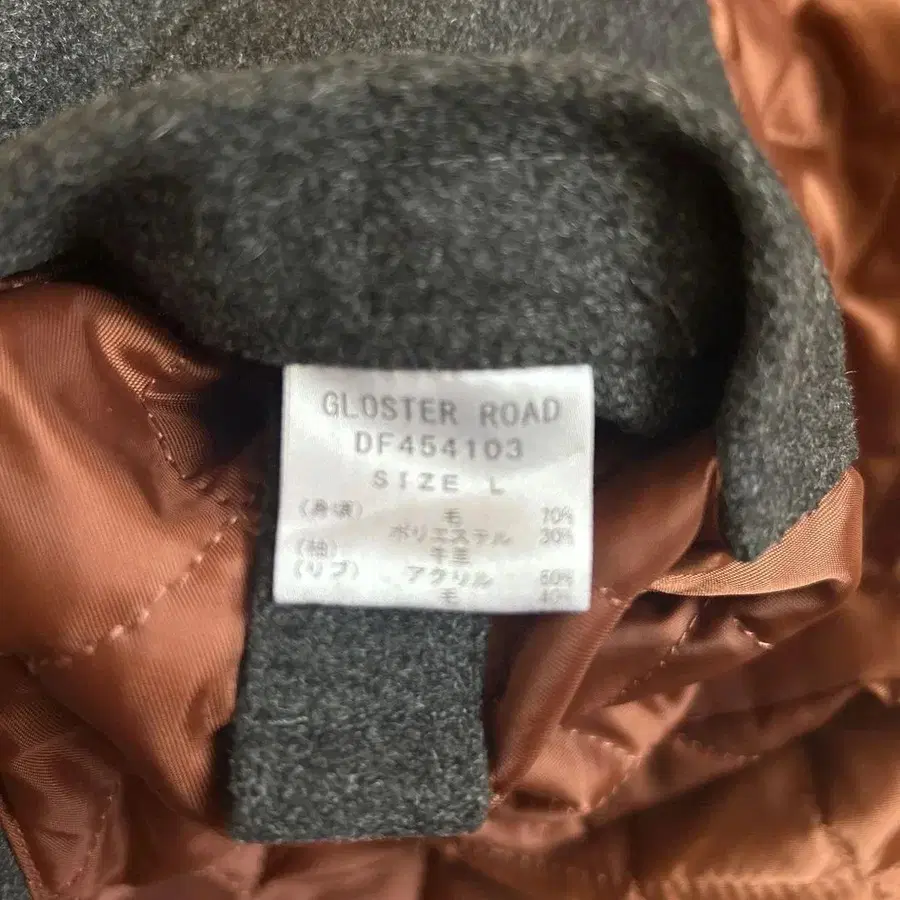 GLOSTER ROAD
DF454103
SIZE L
(身頃) 毛 70%
ポリエステル 30%
(袖) 牛革
(リブ) アクリル 60%
毛 40%